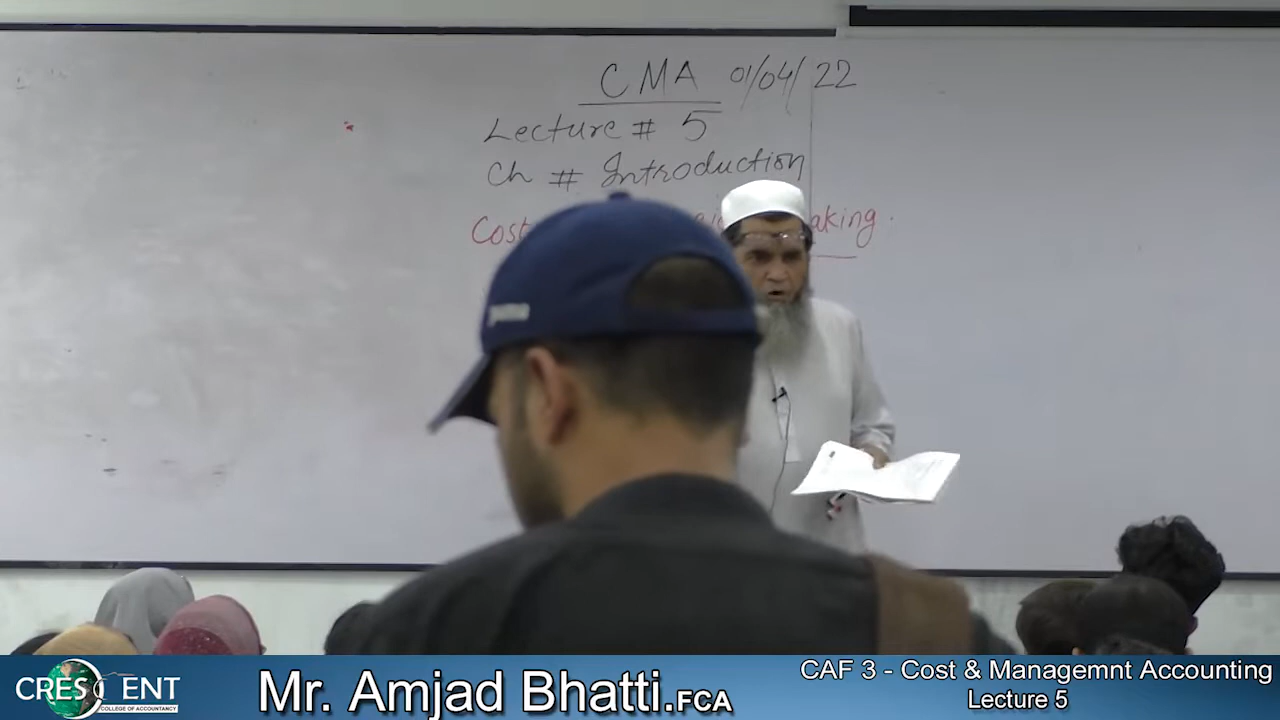 CMA 01/04/22
Lecture # 5
Ch # Introduction
Cost aking.
CRESCENT
COLLEGE OF ACCOUNTANCY
Mr. Amjad Bhatti.FCA
CAF 3 - Cost & Managemnt Accounting
Lecture 5